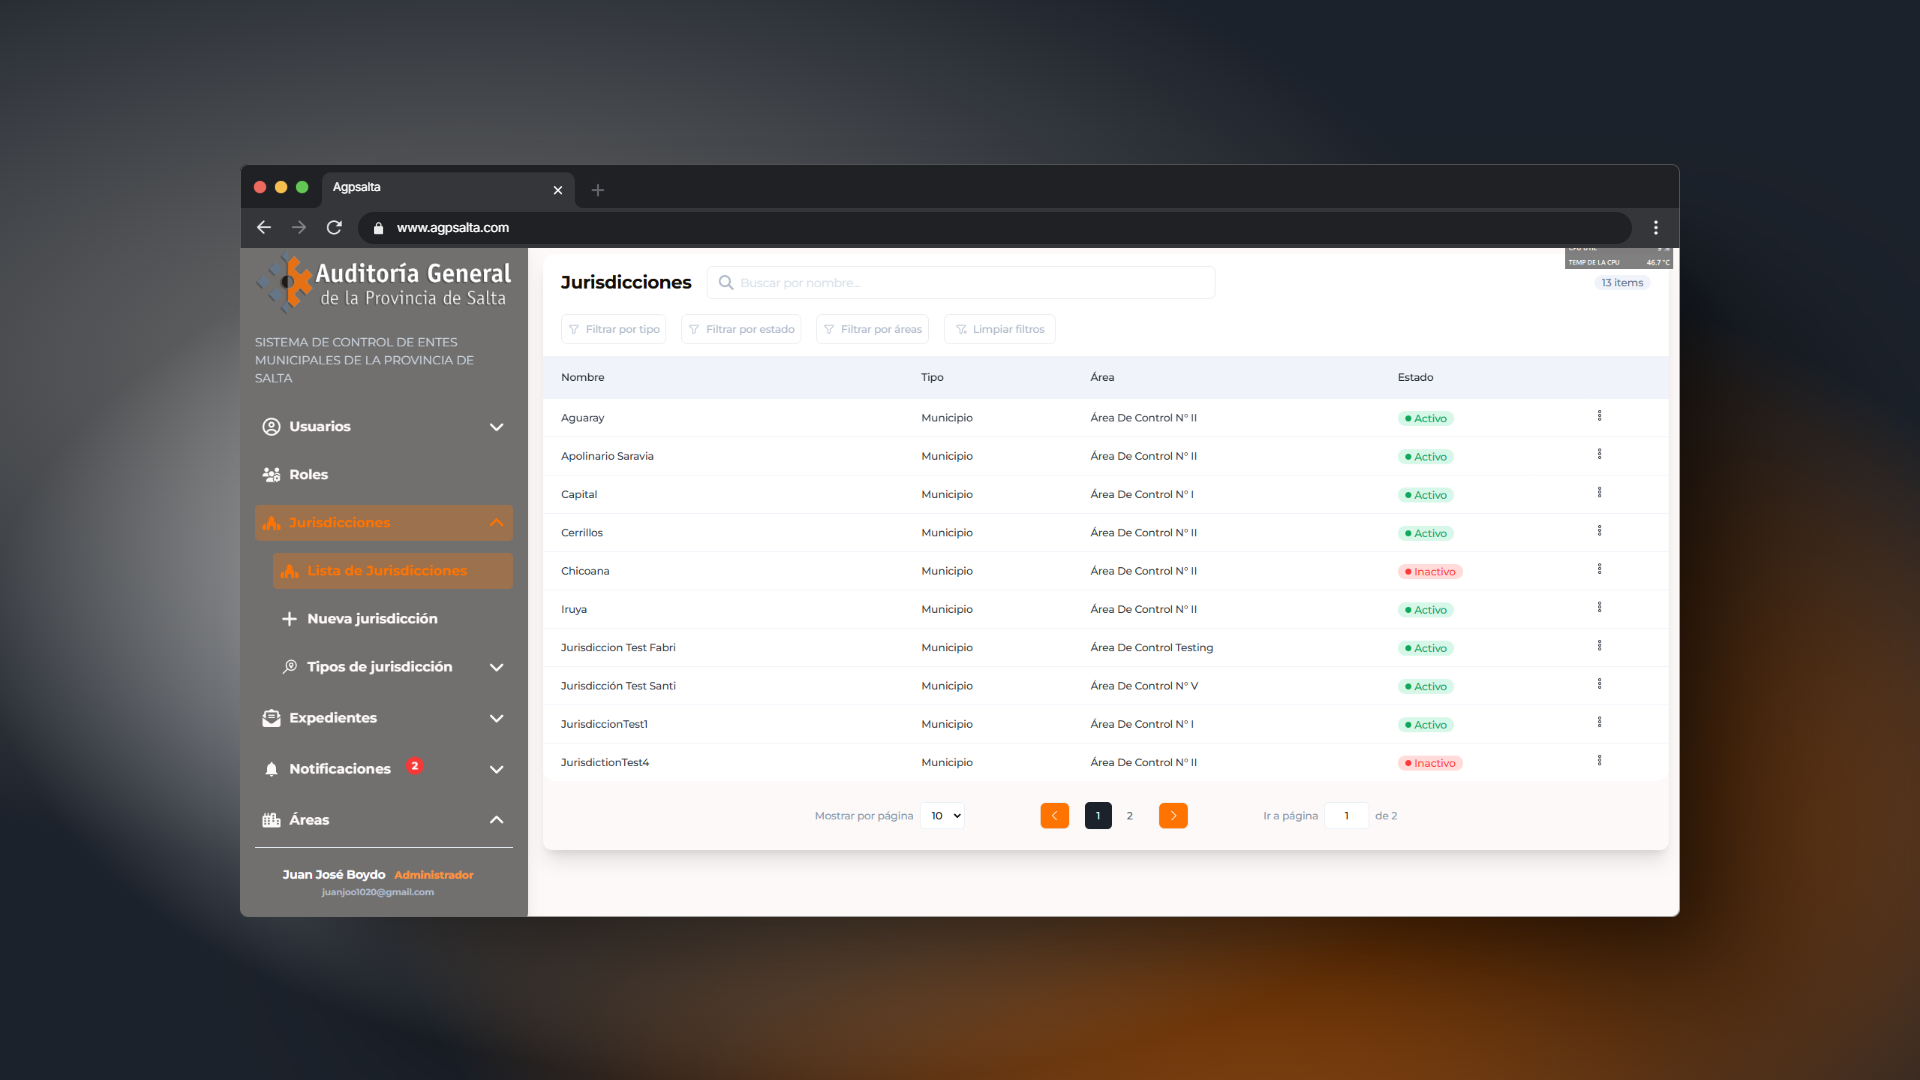 Agpsalta
www.agpsalta.com
Auditoría General
de la Provincia de Salta
SISTEMA DE CONTROL DE ENTES
MUNICIPALES DE LA PROVINCIA DE
SALTA
Usuarios
Roles
Jurisdicciones
Lista de Jurisdicciones
Nueva jurisdicción
Tipos de jurisdicción
Expedientes
Notificaciones 2
Áreas
Juan José Boydo Administrador
juanjoo1020@gmail.com
TEMP DE LA CPU 46.7 °C
Jurisdicciones Buscar por nombre... 13 items
Filtrar por tipo Filtrar por estado Filtrar por áreas Limpiar filtros
Nombre Tipo Área Estado
Aguaray Municipio Área De Control N° II Activo
Apolinario Saravia Municipio Área De Control N° II Activo
Capital Municipio Área De Control N° I Activo
Cerrillos Municipio Área De Control N° II Activo
Chicoana Municipio Área De Control N° II Inactivo
Iruya Municipio Área De Control N° II Activo
Jurisdiccion Test Fabri Municipio Área De Control Testing Activo
Jurisdicción Test Santi Municipio Área De Control N° V Activo
JurisdiccionTest1 Municipio Área De Control N° I Activo
JurisdictionTest4 Municipio Área De Control N° II Inactivo
Mostrar por página 10 1 2 Ir a página 1 de 2